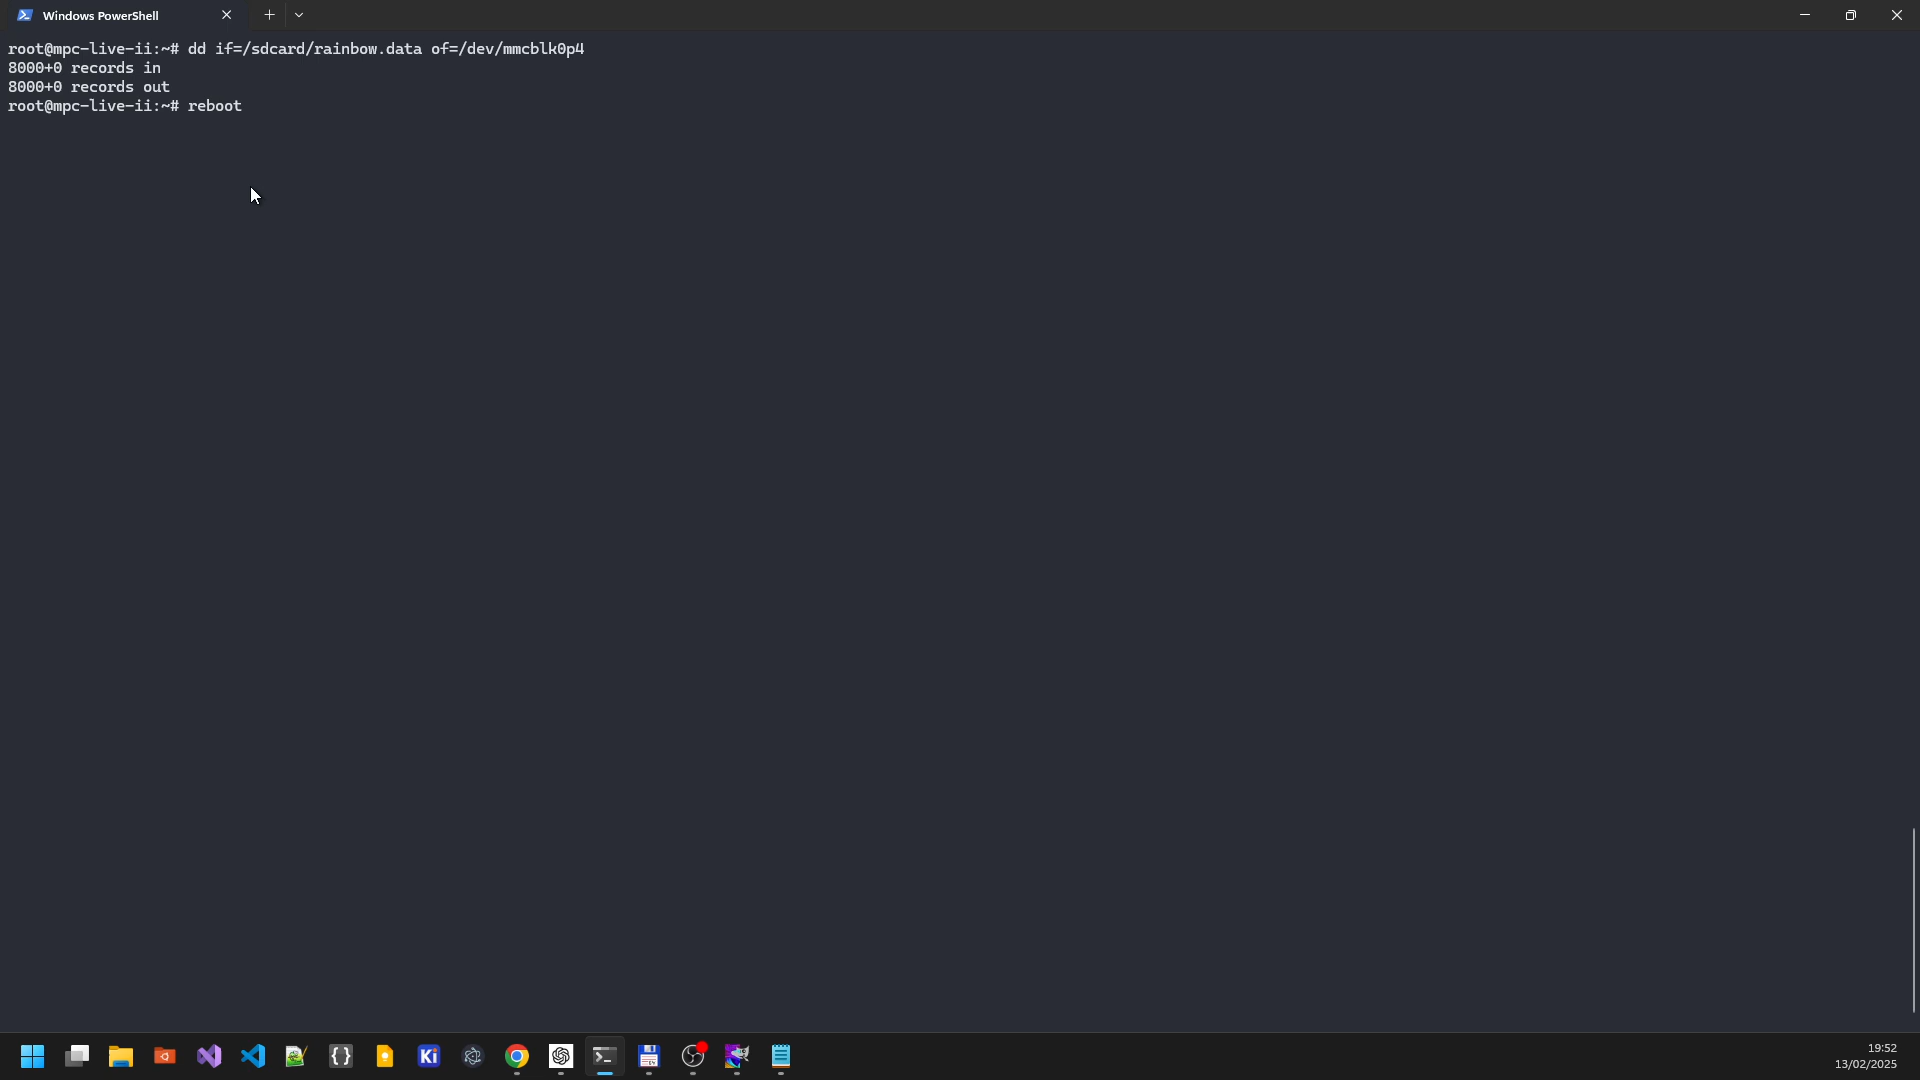 Windows PowerShell
root@mpc-live-ii:~# dd if=/sdcard/rainbow.data of=/dev/mmcblk0p4
8000+0 records in
8000+0 records out
root@mpc-live-ii:~# reboot
{}
Ki
19:52
13/02/2025